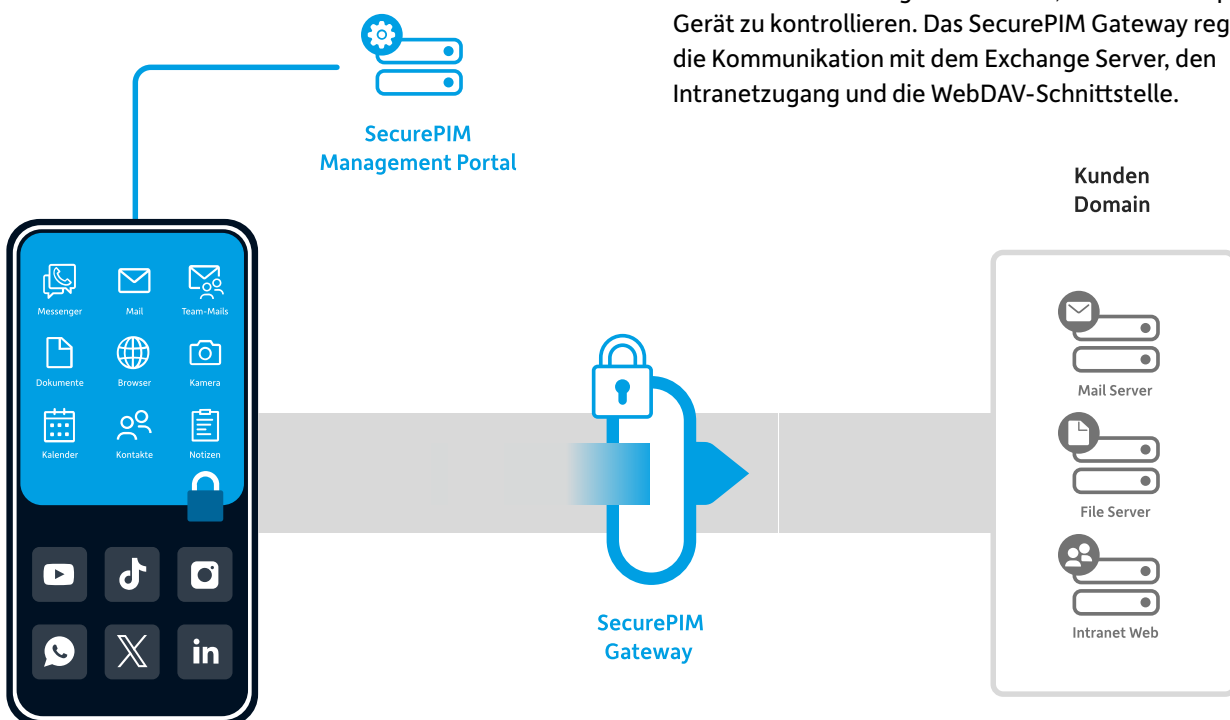 Gerät zu kontrollieren. Das SecurePIM Gateway
die Kommunikation mit dem Exchange Server, den
Intranetzugang und die WebDAV-Schnittstelle.
SecurePIM
Management Portal
Kunden
Domain
Messenger
Mail
Team-Mails
Dokumente
Browser
Kamera
Kalender
Kontakte
Notizen
in
SecurePIM
Gateway
Mail Server
File Server
Intranet Web